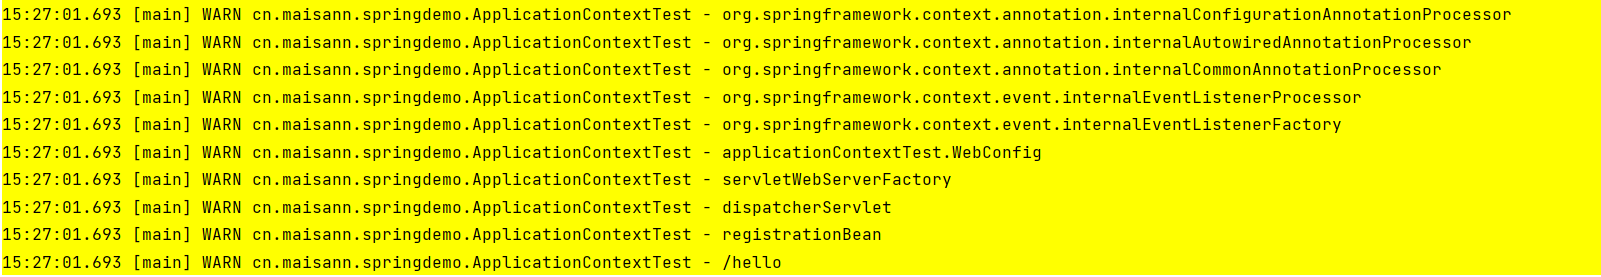 15:27:01.693 [main] WARN cn.maisann.springdemo.ApplicationContextTest - org.springframework.context.annotation.internalConfigurationAnnotationProcessor
15:27:01.693 [main] WARN cn.maisann.springdemo.ApplicationContextTest - org.springframework.context.annotation.internalAutowiredAnnotationProcessor
15:27:01.693 [main] WARN cn.maisann.springdemo.ApplicationContextTest - org.springframework.context.annotation.internalCommonAnnotationProcessor
15:27:01.693 [main] WARN cn.maisann.springdemo.ApplicationContextTest - org.springframework.context.event.internalEventListenerProcessor
15:27:01.693 [main] WARN cn.maisann.springdemo.ApplicationContextTest - org.springframework.context.event.internalEventListenerFactory
15:27:01.693 [main] WARN cn.maisann.springdemo.ApplicationContextTest - applicationContextTest.WebConfig
15:27:01.693 [main] WARN cn.maisann.springdemo.ApplicationContextTest - servletWebServerFactory
15:27:01.693 [main] WARN cn.maisann.springdemo.ApplicationContextTest - dispatcherServlet
15:27:01.693 [main] WARN cn.maisann.springdemo.ApplicationContextTest - registrationBean
15:27:01.693 [main] WARN cn.maisann.springdemo.ApplicationContextTest - /hello